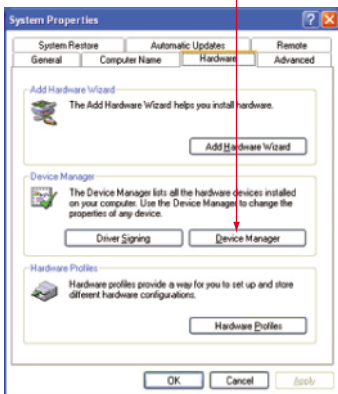 System Properties
System Restore
Automatic Updates
Remote
General
Computer Name
Hardware
Advanced
Add Hardware Wizard
The Add Hardware Wizard helps you install hardware.
Add Hardware Wizard
Device Manager
The Device Manager lists all the hardware devices installed
on your computer. Use the Device Manager to change the
properties of any device.
Driver Signing
Device Manager
Hardware Profiles
Hardware profiles provide a way for you to set up and store
different hardware configurations.
Hardware Profiles
OK
Cancel
Apply